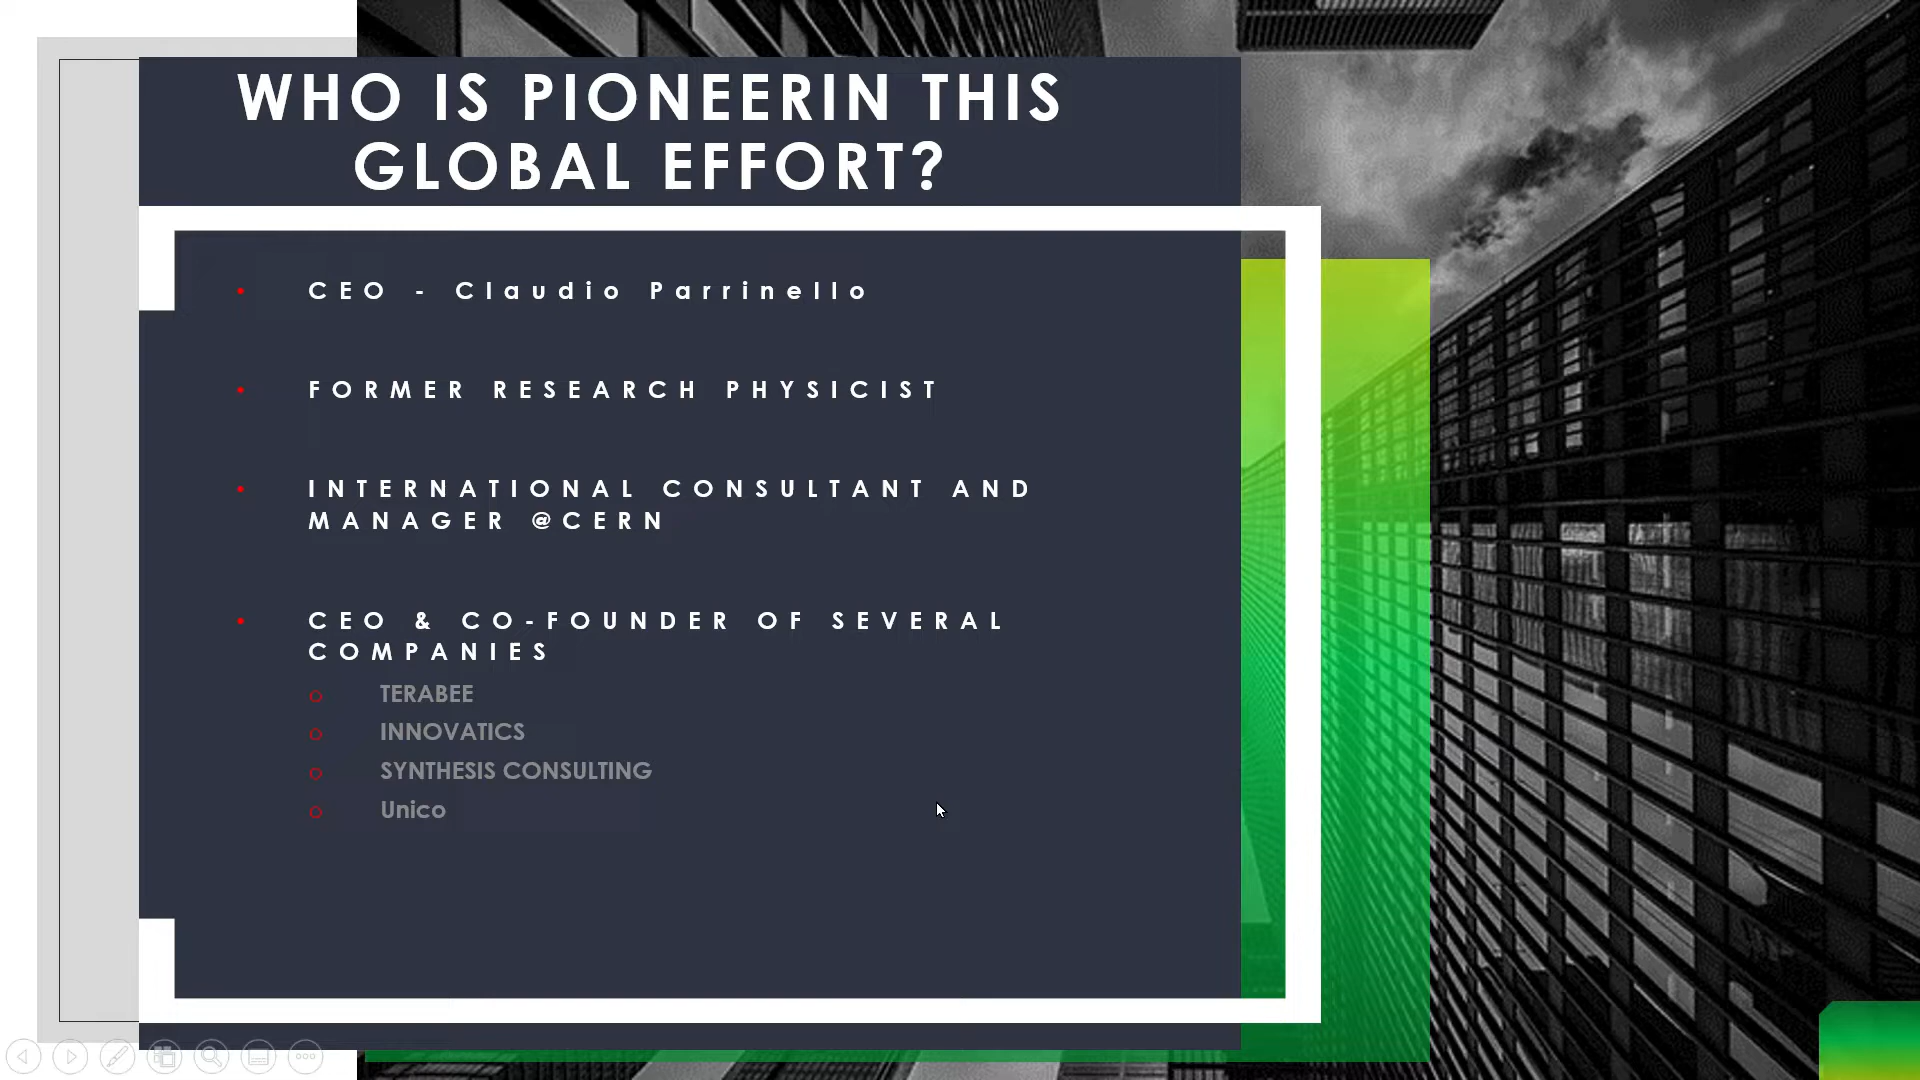 WHO IS PIONEERIN THIS
GLOBAL EFFORT?
• CEO - Claudio Parrinello
• FORMER RESEARCH PHYSICIST
• INTERNATIONAL CONSULTANT AND
MANAGER @CERN
• CEO & CO-FOUNDER OF SEVERAL
COMPANIES
o TERABEE
o INNOVATICS
o SYNTHESIS CONSULTING
o Unico